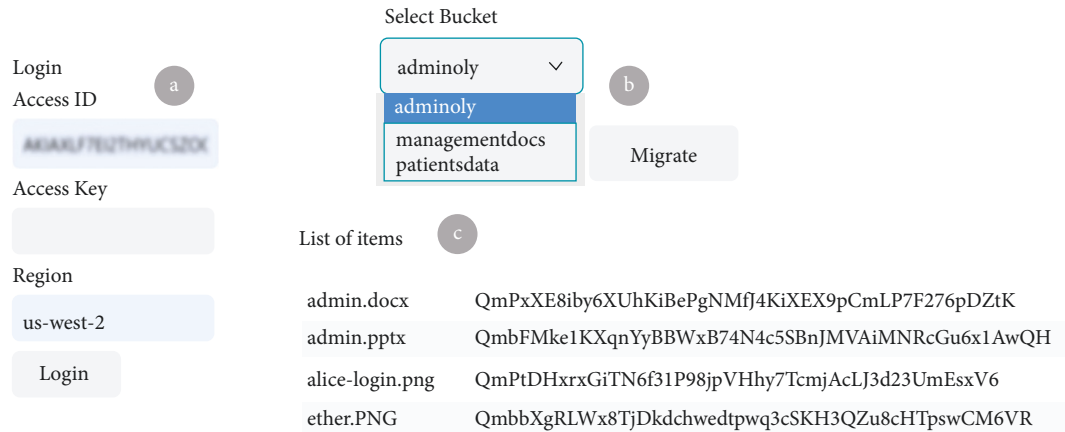 Login
a
Access ID
Access Key
Region
us-west-2
Login
Select Bucket
adminoly
b
adminoly
managementdocs
patientsdata
Migrate
List of items
c
admin.docx QmPxXE8iby6XUhKiBePgNMfJ4KiXEX9pCmLP7F276pDZtK
admin.pptx QmbFMke1KXqnYyBBWxB74N4c5SBnJMVAiMNRcGu6x1AwQH
alice-login.png QmPtDHxrxGiTN6f31P98jpVHhy7TcmjAcLJ3d23UmEsxV6
ether.PNG QmbbXgRLWx8TjDkdchwedtpwq3cSKH3QZu8cHTpswCM6VR